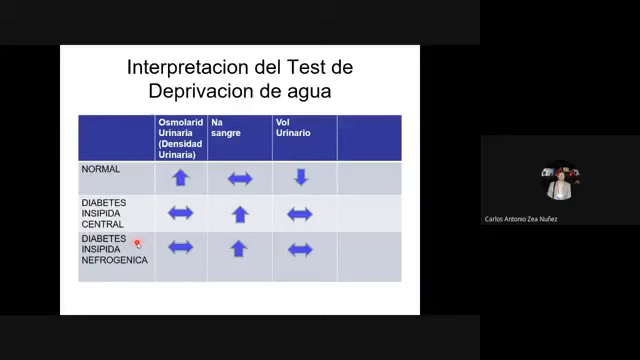 Interpretacion del Test de
Deprivacion de agua
Osmolarid
Urinaria
(Densidad
Urinaria)
Na
sangre
Vol
Urinario
NORMAL
DIABETES
INSIPIDA
CENTRAL
DIABETES
INSIPIDA
NEFROGENICA
Carlos Antonio Zea Nuñez